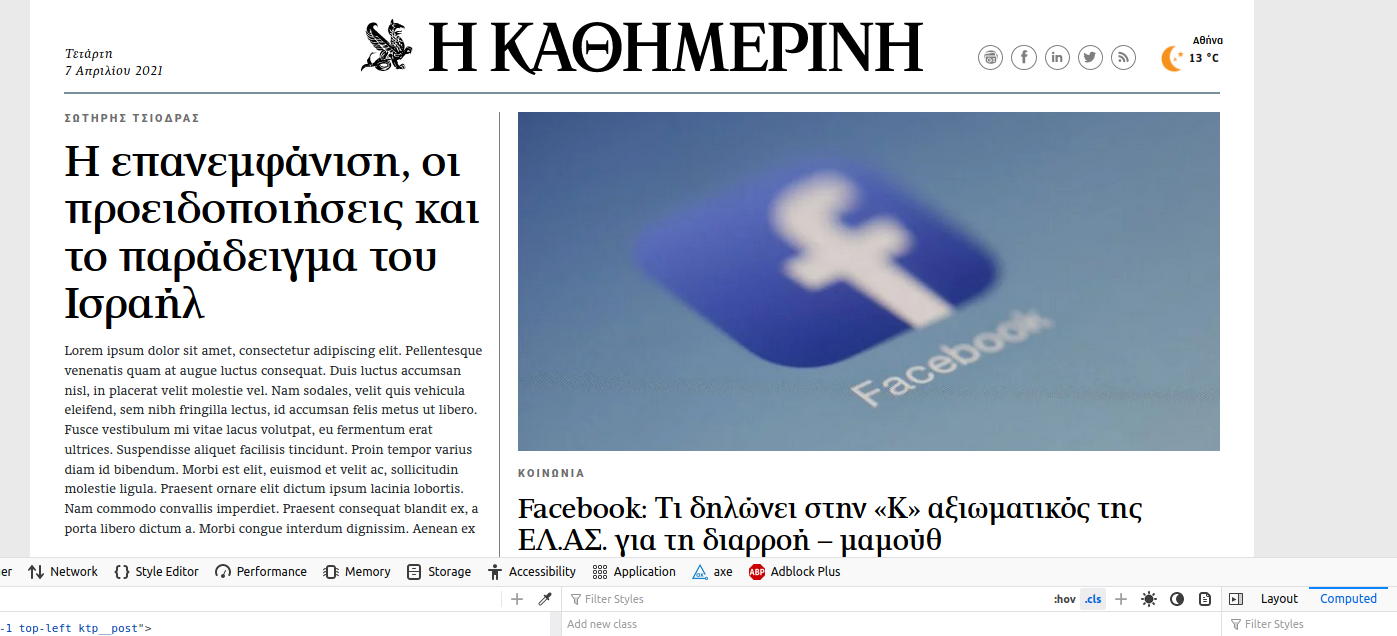 Τετάρτη
7 Απριλίου 2021
Η ΚΑΘΗΜΕΡΙΝΗ
Αθήνα
13 °C
ΣΩΤΗΡΗΣ ΤΣΙΟΔΡΑΣ
Η επανεμφάνιση, οι
προειδοποιήσεις και
το παράδειγμα του
Ισραήλ
Lorem ipsum dolor sit amet, consectetur adipiscing elit. Pellentesque
venenatis quam at augue luctus consequat. Duis luctus accumsan
nisl, in placerat velit molestie vel. Nam sodales, velit quis vehicula
eleifend, sem nibh fringilla lectus, id accumsan felis metus ut libero.
Fusce vestibulum mi vitae lacus volutpat, eu fermentum erat
ultrices. Suspendisse aliquet facilisis tincidunt. Proin tempor varius
diam id bibendum. Morbi est elit, euismod et velit ac, sollicitudin
molestie ligula. Praesent ornare elit dictum ipsum lacinia lobortis.
Nam commodo convallis imperdiet. Praesent consequat blandit ex, a
porta libero dictum a. Morbi congue interdum dignissim. Aenean ex
Facebook
ΚΟΙΝΩΝΙΑ
Facebook: Τι δηλώνει στην «Κ» αξιωματικός της
ΕΛ.ΑΣ. για τη διαρροή – μαμούθ
er Network Style Editor Performance Memory Storage Accessibility Application axe ABP Adblock Plus
Filter Styles :hov .cls Layout Computed
-1 top-left ktp__post"> Add new class Filter Styles